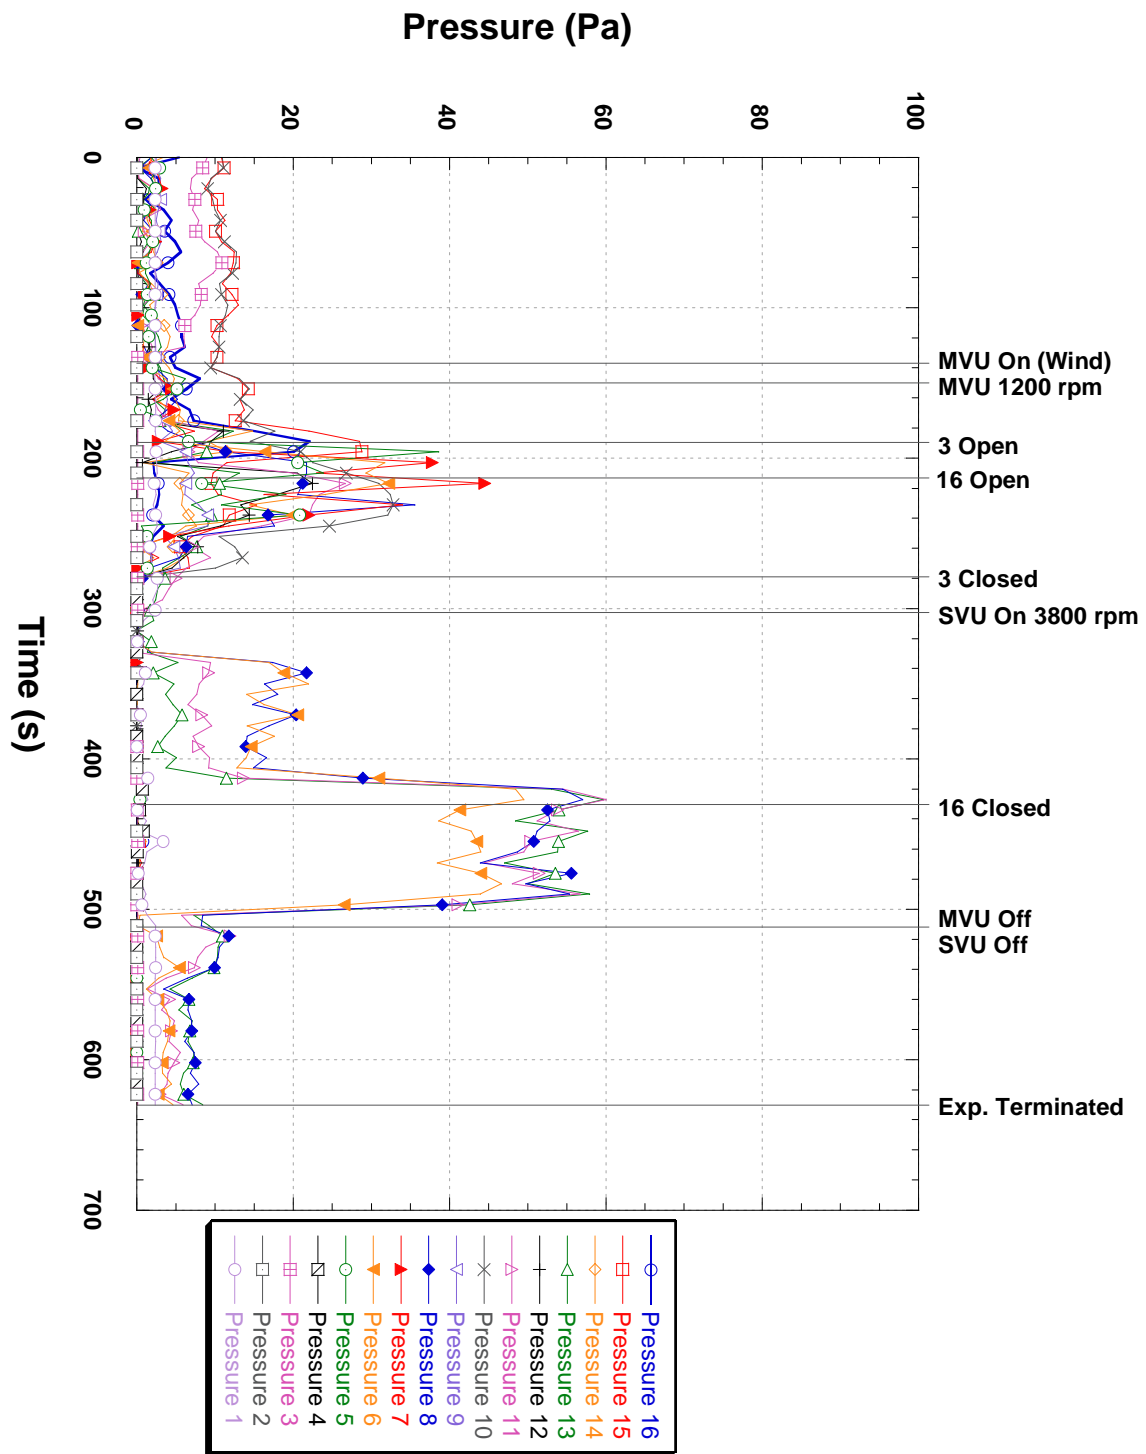 Pressure (Pa)
0
20
40
60
80
100
0
100
200
300
400
500
600
700
Time (s)
MVU On (Wind)
MVU 1200 rpm
3 Open
16 Open
3 Closed
SVU On 3800 rpm
16 Closed
MVU Off
SVU Off
Exp. Terminated
Pressure 16
Pressure 15
Pressure 14
Pressure 13
Pressure 12
Pressure 11
Pressure 10
Pressure 9
Pressure 8
Pressure 7
Pressure 6
Pressure 5
Pressure 4
Pressure 3
Pressure 2
Pressure 1